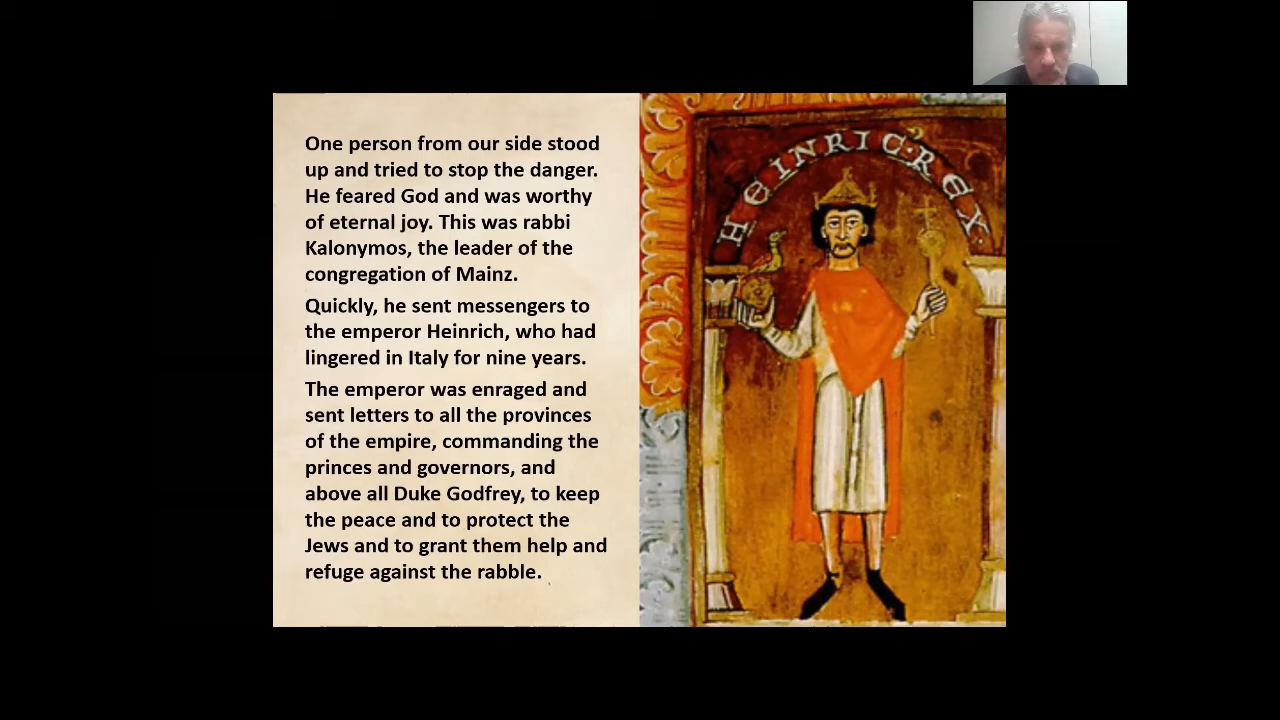 One person from our side stood
up and tried to stop the danger.
He feared God and was worthy
of eternal joy. This was rabbi
Kalonymos, the leader of the
congregation of Mainz.
Quickly, he sent messengers to
the emperor Heinrich, who had
lingered in Italy for nine years.
The emperor was enraged and
sent letters to all the provinces
of the empire, commanding the
princes and governors, and
above all Duke Godfrey, to keep
the peace and to protect the
Jews and to grant them help and
refuge against the rabble.
HEINRIC·REX·